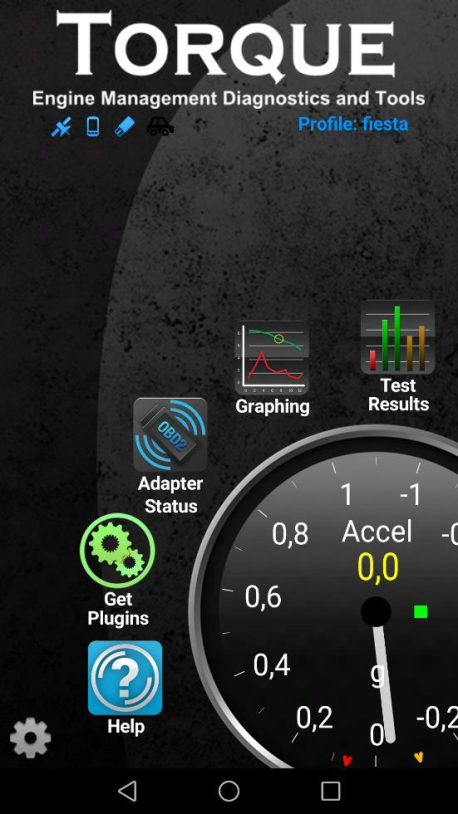 TORQUE
Engine Management Diagnostics and Tools
Profile: fiesta
Test
Results
Graphing
OBD2
Adapter
Status
Get
Plugins
Help
1 -1
0,8 Accel
0,0
0,6
0,4 g
0,2 0 -0,2